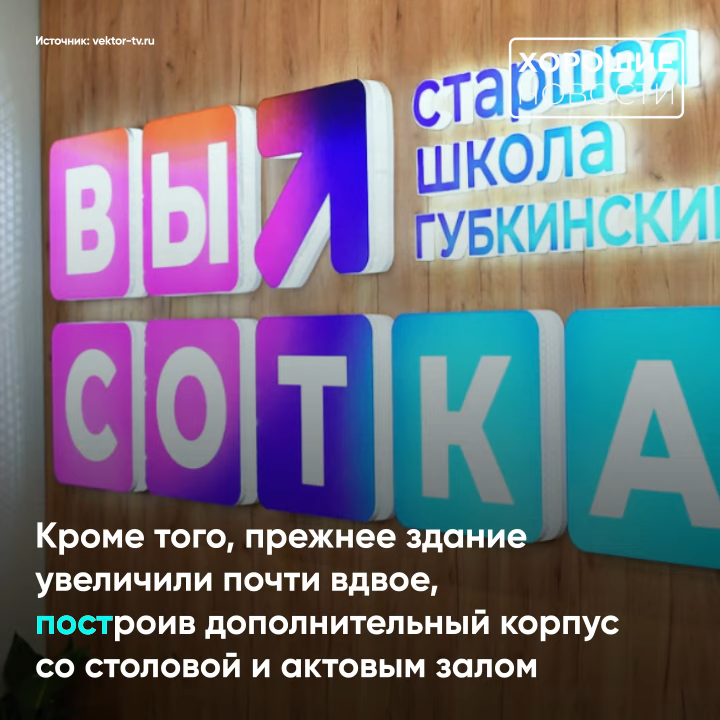 Источник: vektor-tv.ru
ХОРОШИЕ
НОВОСТИ
старшая
школа
губкинский
ВЫ
СОТКА
Кроме того, прежнее здание
увеличили почти вдвое,
построив дополнительный корпус
со столовой и актовым залом